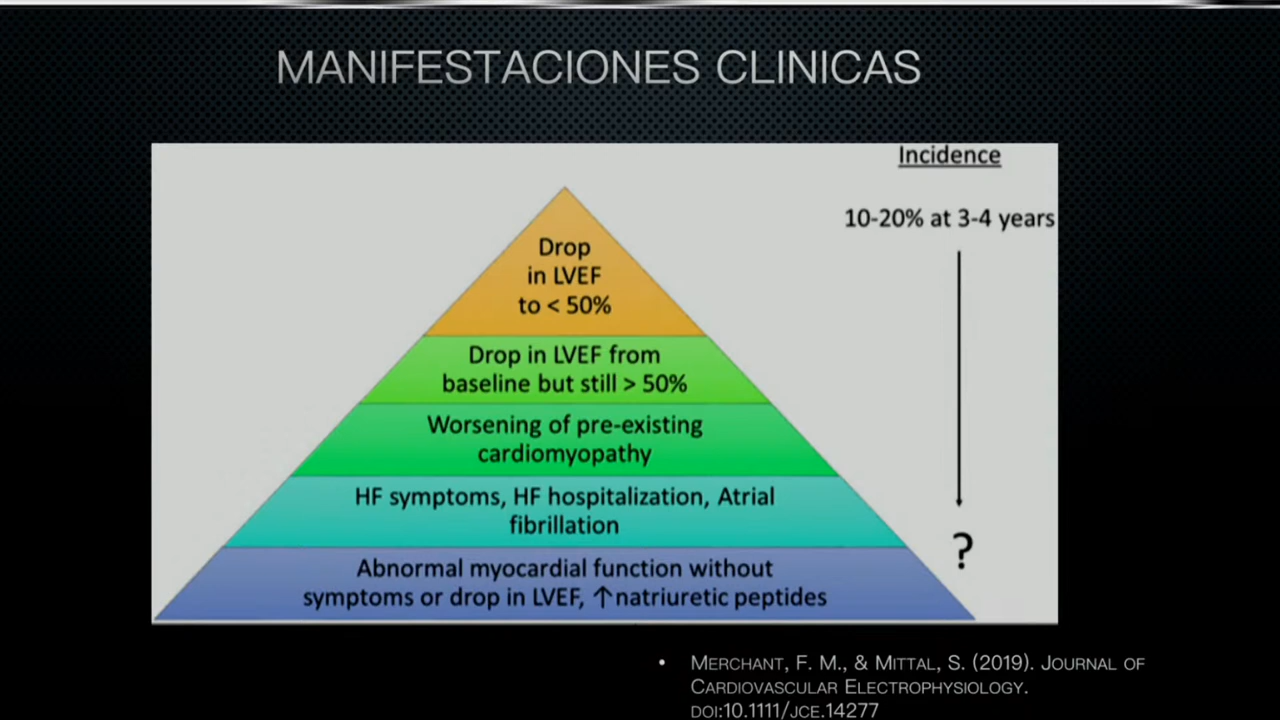 MANIFESTACIONES CLINICAS
Incidence
10-20% at 3-4 years
Drop
in LVEF
to < 50%
Drop in LVEF from
baseline but still > 50%
Worsening of pre-existing
cardiomyopathy
HF symptoms, HF hospitalization, Atrial
fibrillation
?
Abnormal myocardial function without
symptoms or drop in LVEF, ↑natriuretic peptides
• MERCHANT, F. M., & MITTAL, S. (2019). JOURNAL OF
CARDIOVASCULAR ELECTROPHYSIOLOGY.
DOI:10.1111/JCE.14277